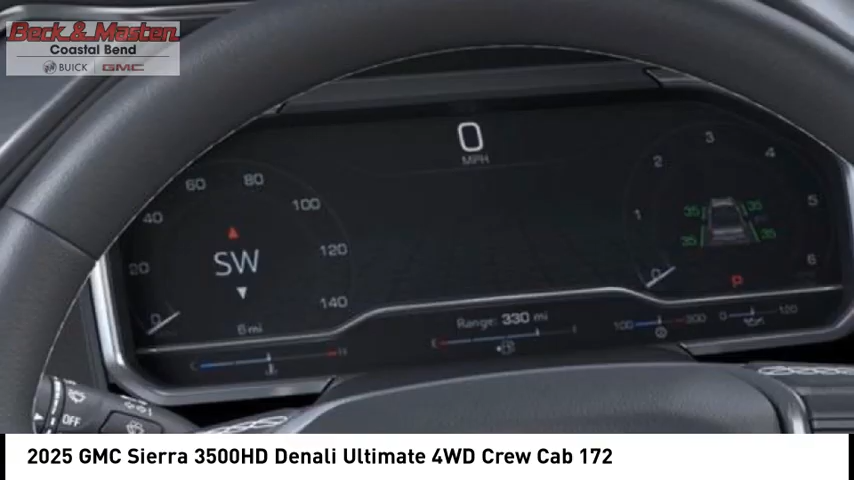 Beck & Masten
Coastal Bend
BUICK | GMC
0
MPH
0 20 40 60 80 100 120 140
SW
6 mi
0 1 2 3 4 5 6
35 35
35 35
P
Range: 330 mi
C H
E F
100 300
0 120
OFF
2025 GMC Sierra 3500HD Denali Ultimate 4WD Crew Cab 172